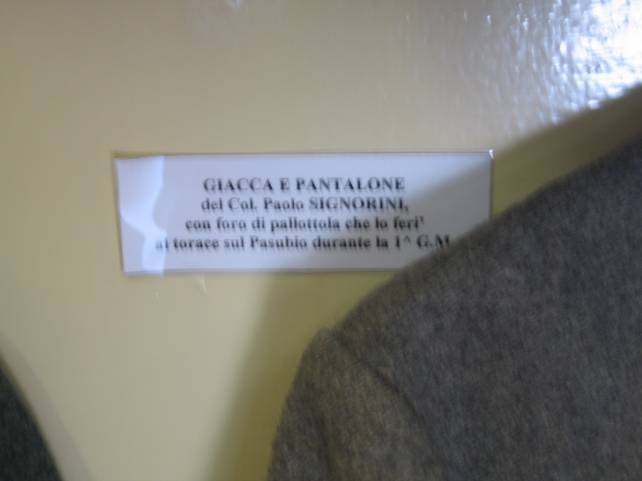 GIACCA E PANTALONE
del Col. Paolo SIGNORINI,
con foro di pallottola che lo feri'
al torace sul Pasubio durante la 1^ G.M.